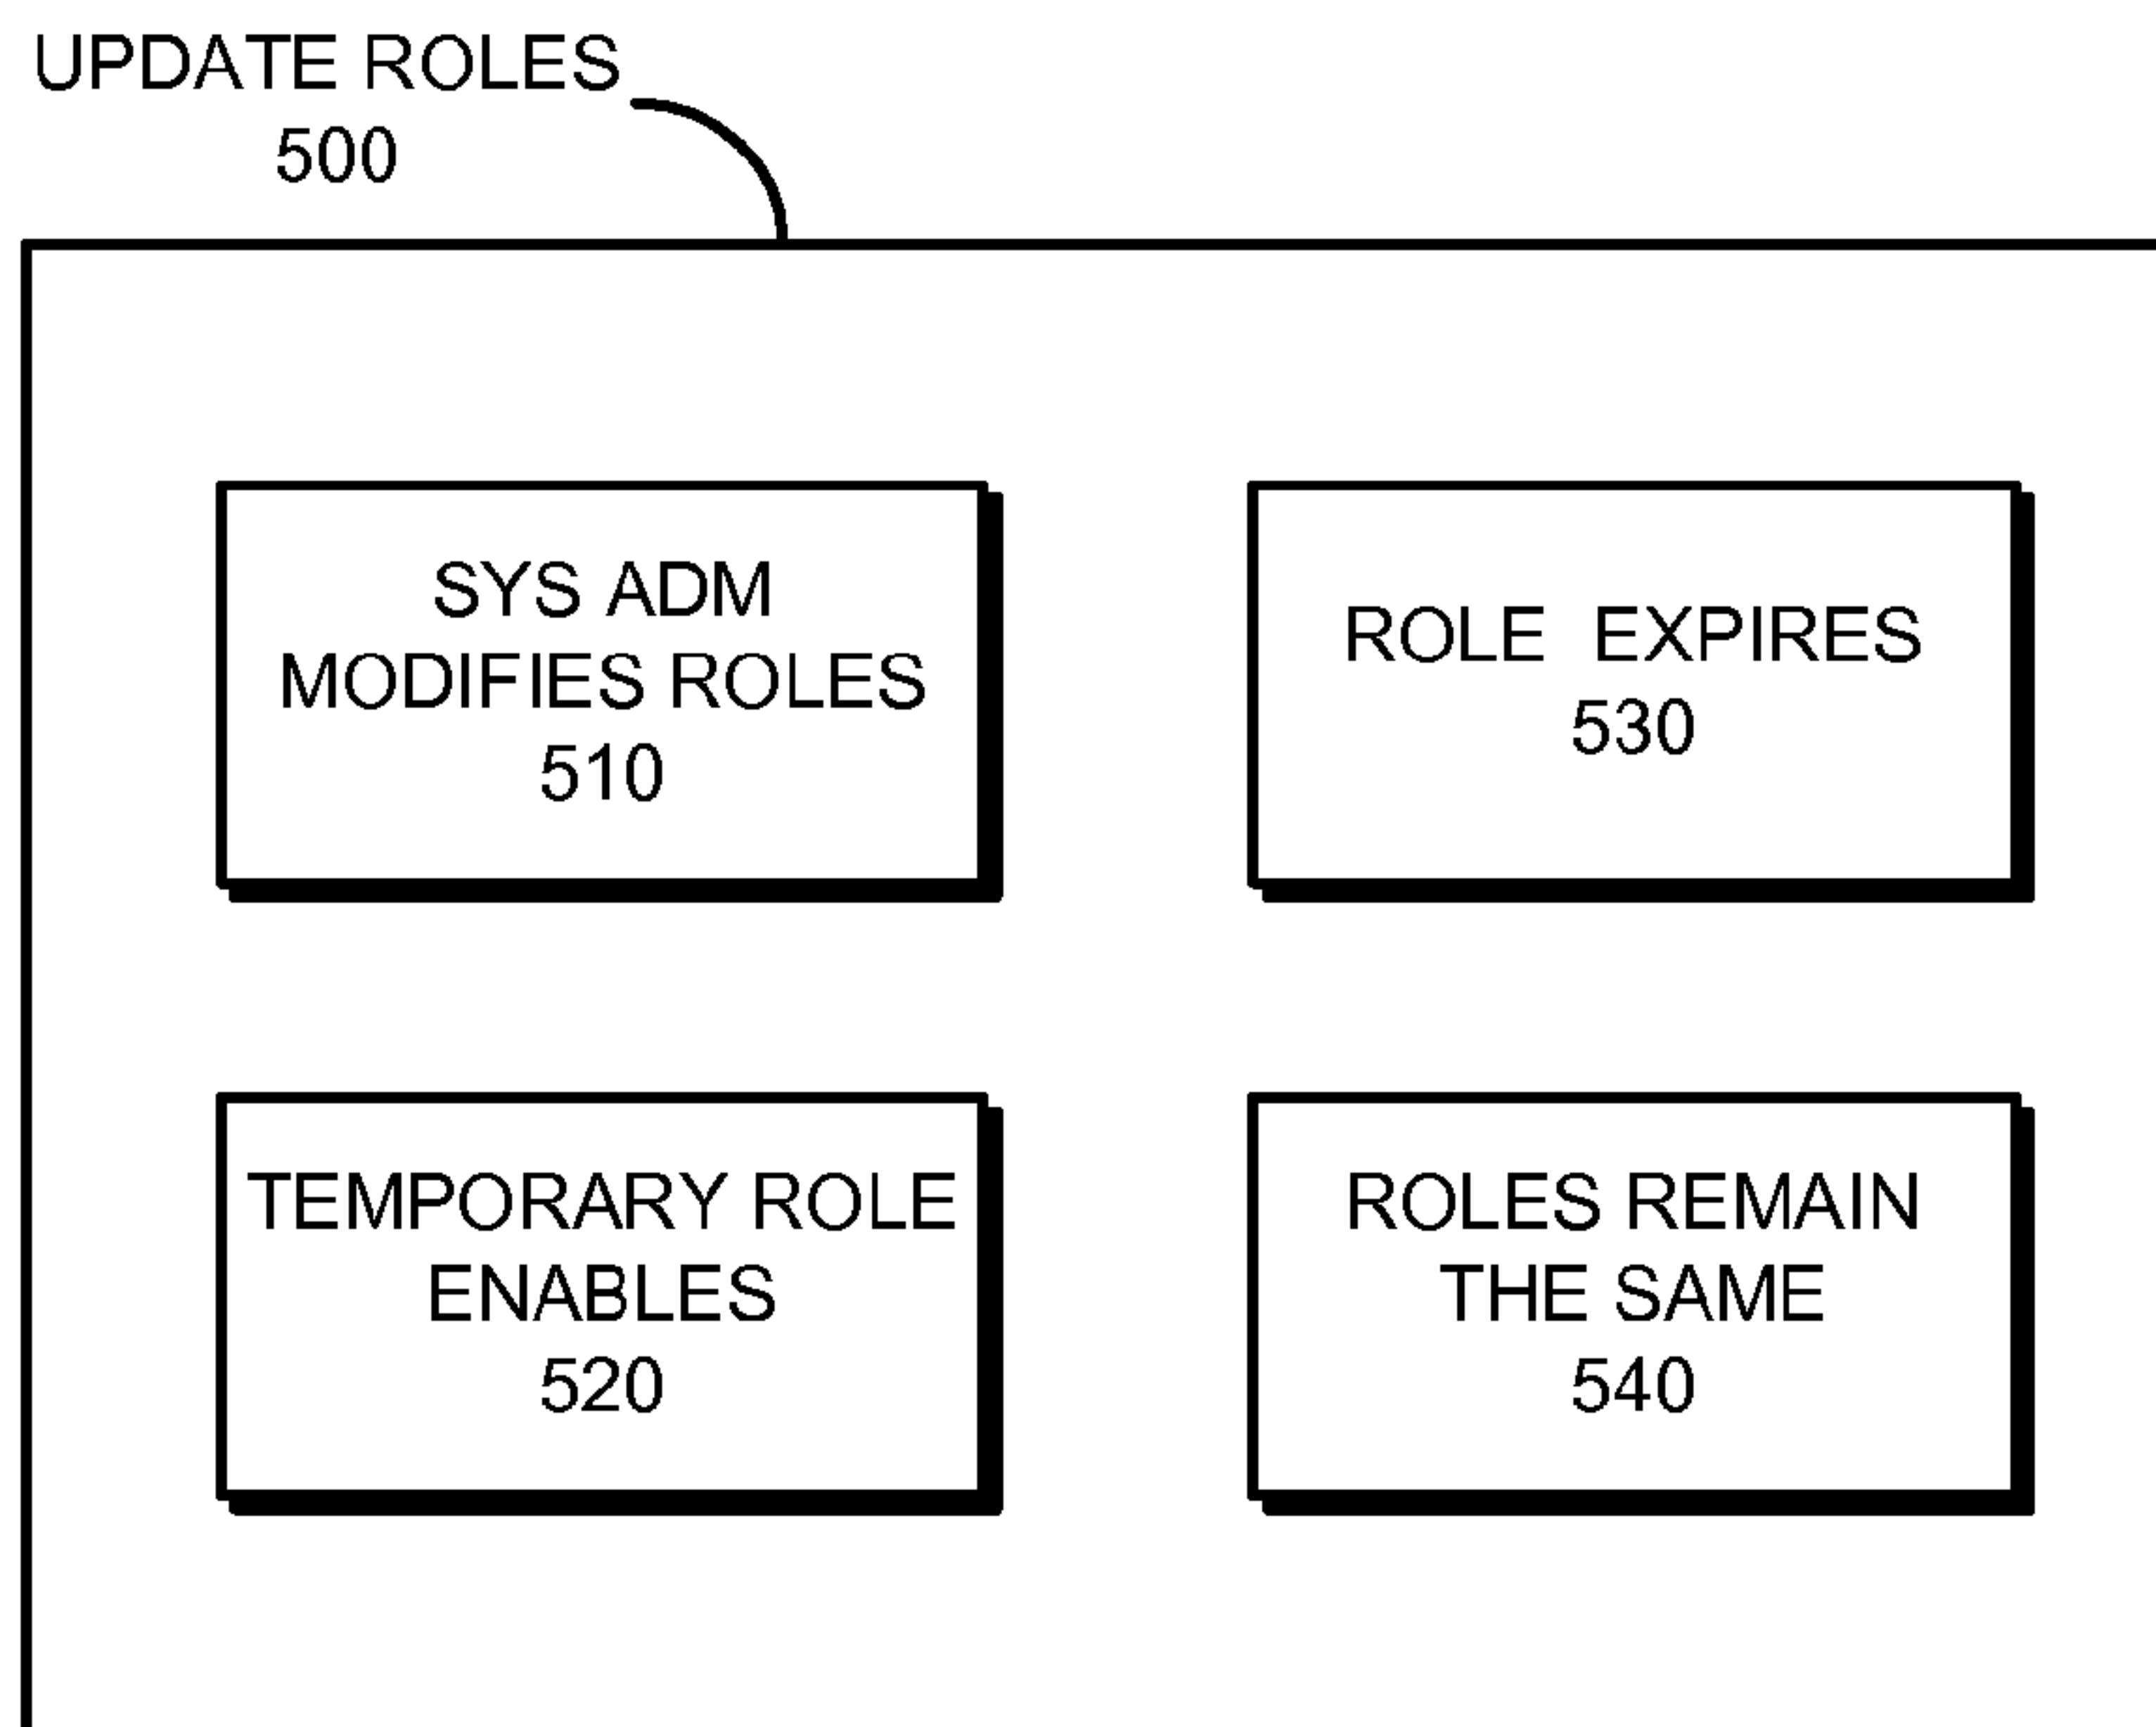 UPDATE ROLES
500
SYS ADM
MODIFIES ROLES
510
ROLE EXPIRES
530
TEMPORARY ROLE
ENABLES
520
ROLES REMAIN
THE SAME
540